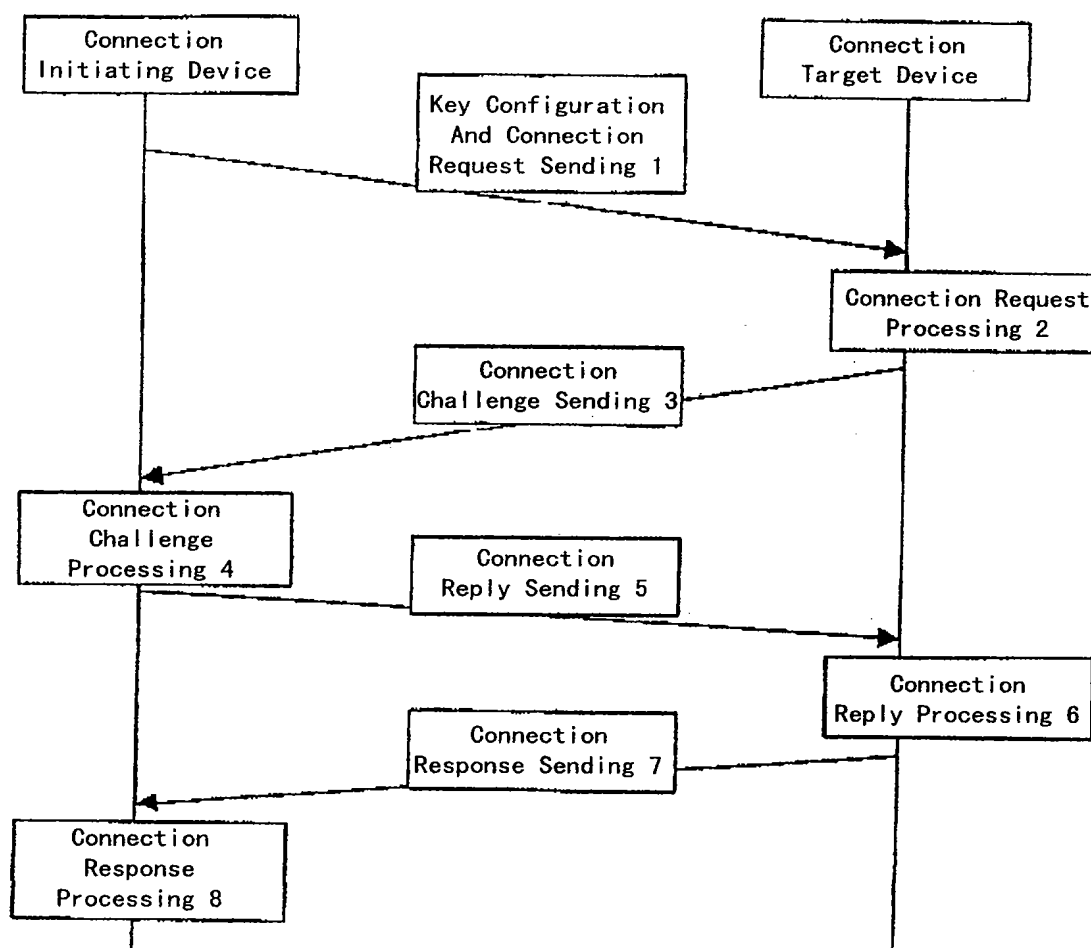 Connection
Initiating Device
Connection
Target Device
Key Configuration
And Connection
Request Sending 1
Connection Request
Processing 2
Connection
Challenge Sending 3
Connection
Challenge
Processing 4
Connection
Reply Sending 5
Connection
Reply Processing 6
Connection
Response Sending 7
Connection
Response
Processing 8